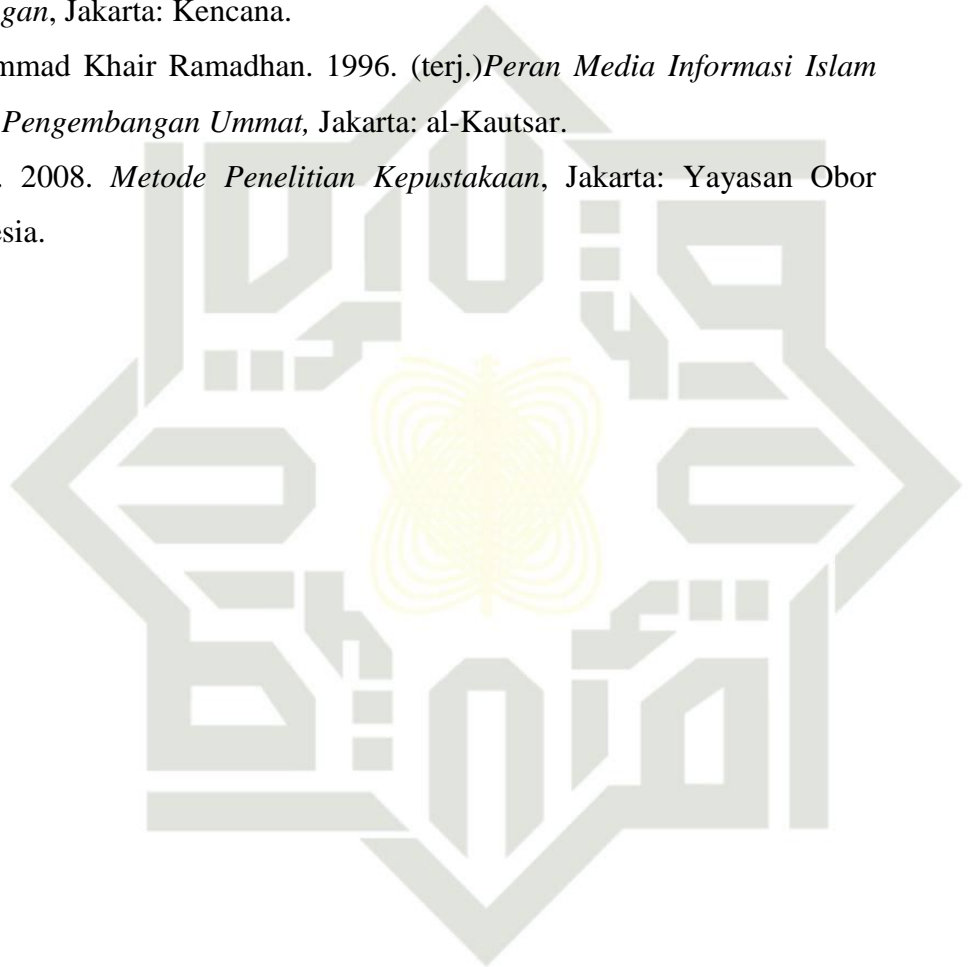 gan, Jakarta: Kencana.
mmad Khair Ramadhan. 1996. (terj.)Peran Media Informasi Islam
Pengembangan Ummat, Jakarta: al-Kautsar.
. 2008. Metode Penelitian Kepustakaan, Jakarta: Yayasan Obor
esia.